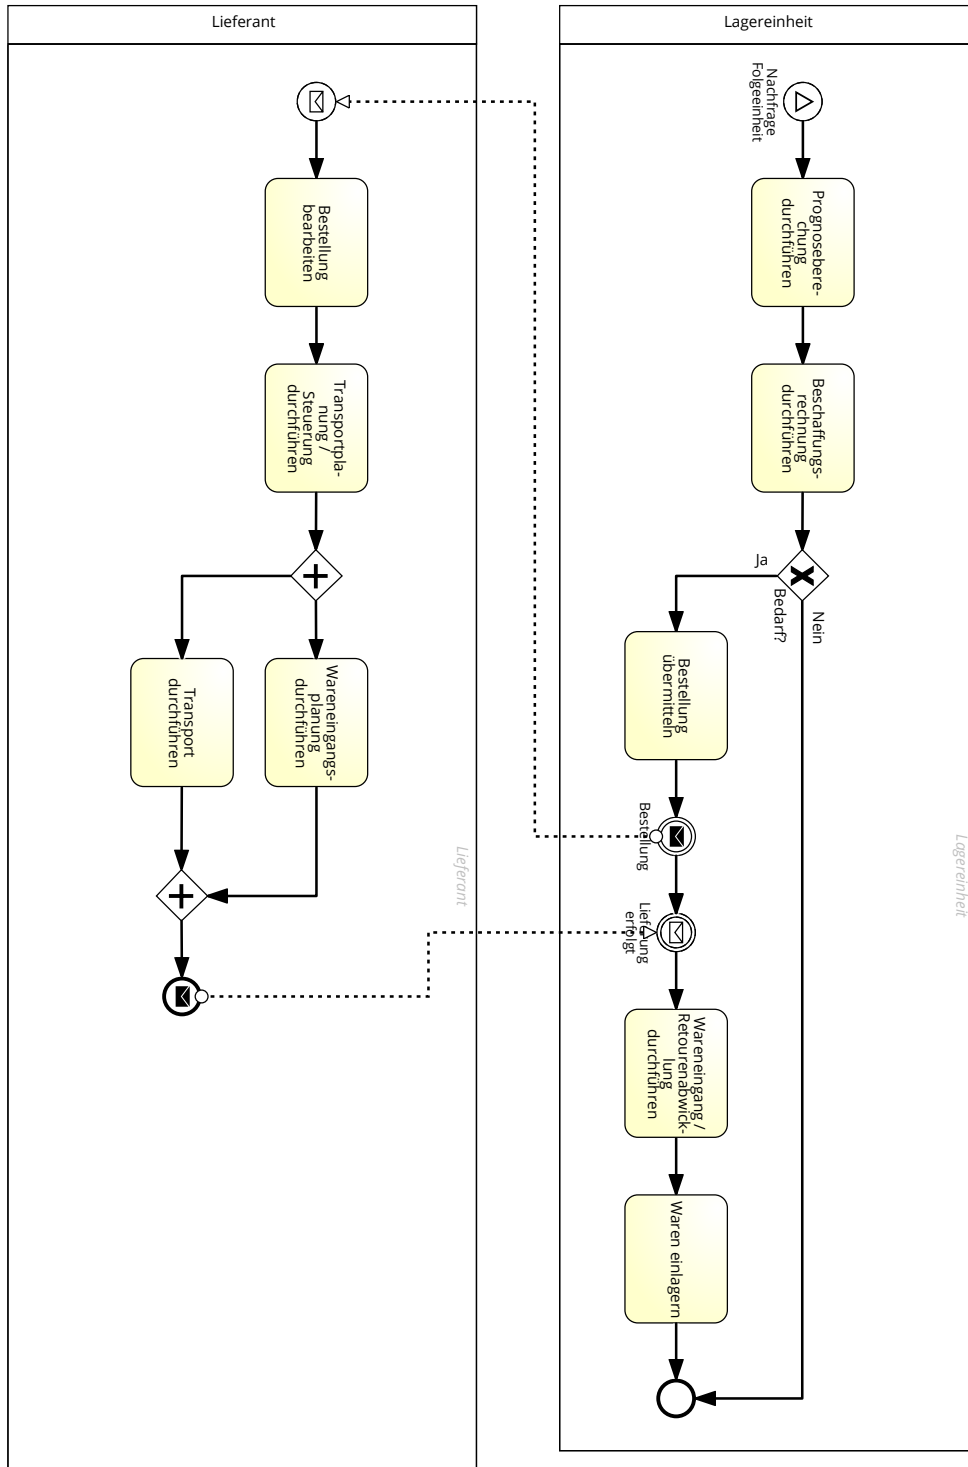 Lieferant
Lagereinheit
Nachfrage
Folgeeinheit
Prognosebere-
chung
durchführen
Beschaffungs-
rechnung
durchführen
Ja
Nein
Bedarf?
Bestellung
übermitteln
Bestellung
Lieferung
erfolgt
Wareneingang /
Retourenabwick-
lung
durchführen
Waren einlagern
Lagereinheit
Bestellung
bearbeiten
Transportpla-
nung /
Steuerung
durchführen
Wareneingangs-
planung
durchführen
Transport
durchführen
Lieferant